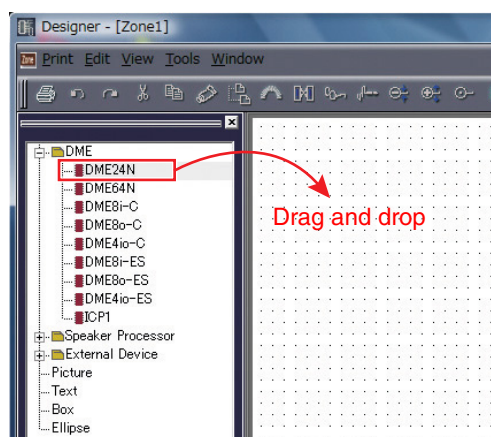 Designer - [Zone1]
Print Edit View Tools Window
DME
DME24N
DME64N
DME8i-C
DME8o-C
DME4io-C
DME8i-ES
DME8o-ES
DME4io-ES
ICP1
Speaker Processor
External Device
Picture
Text
Box
Ellipse
Drag and drop